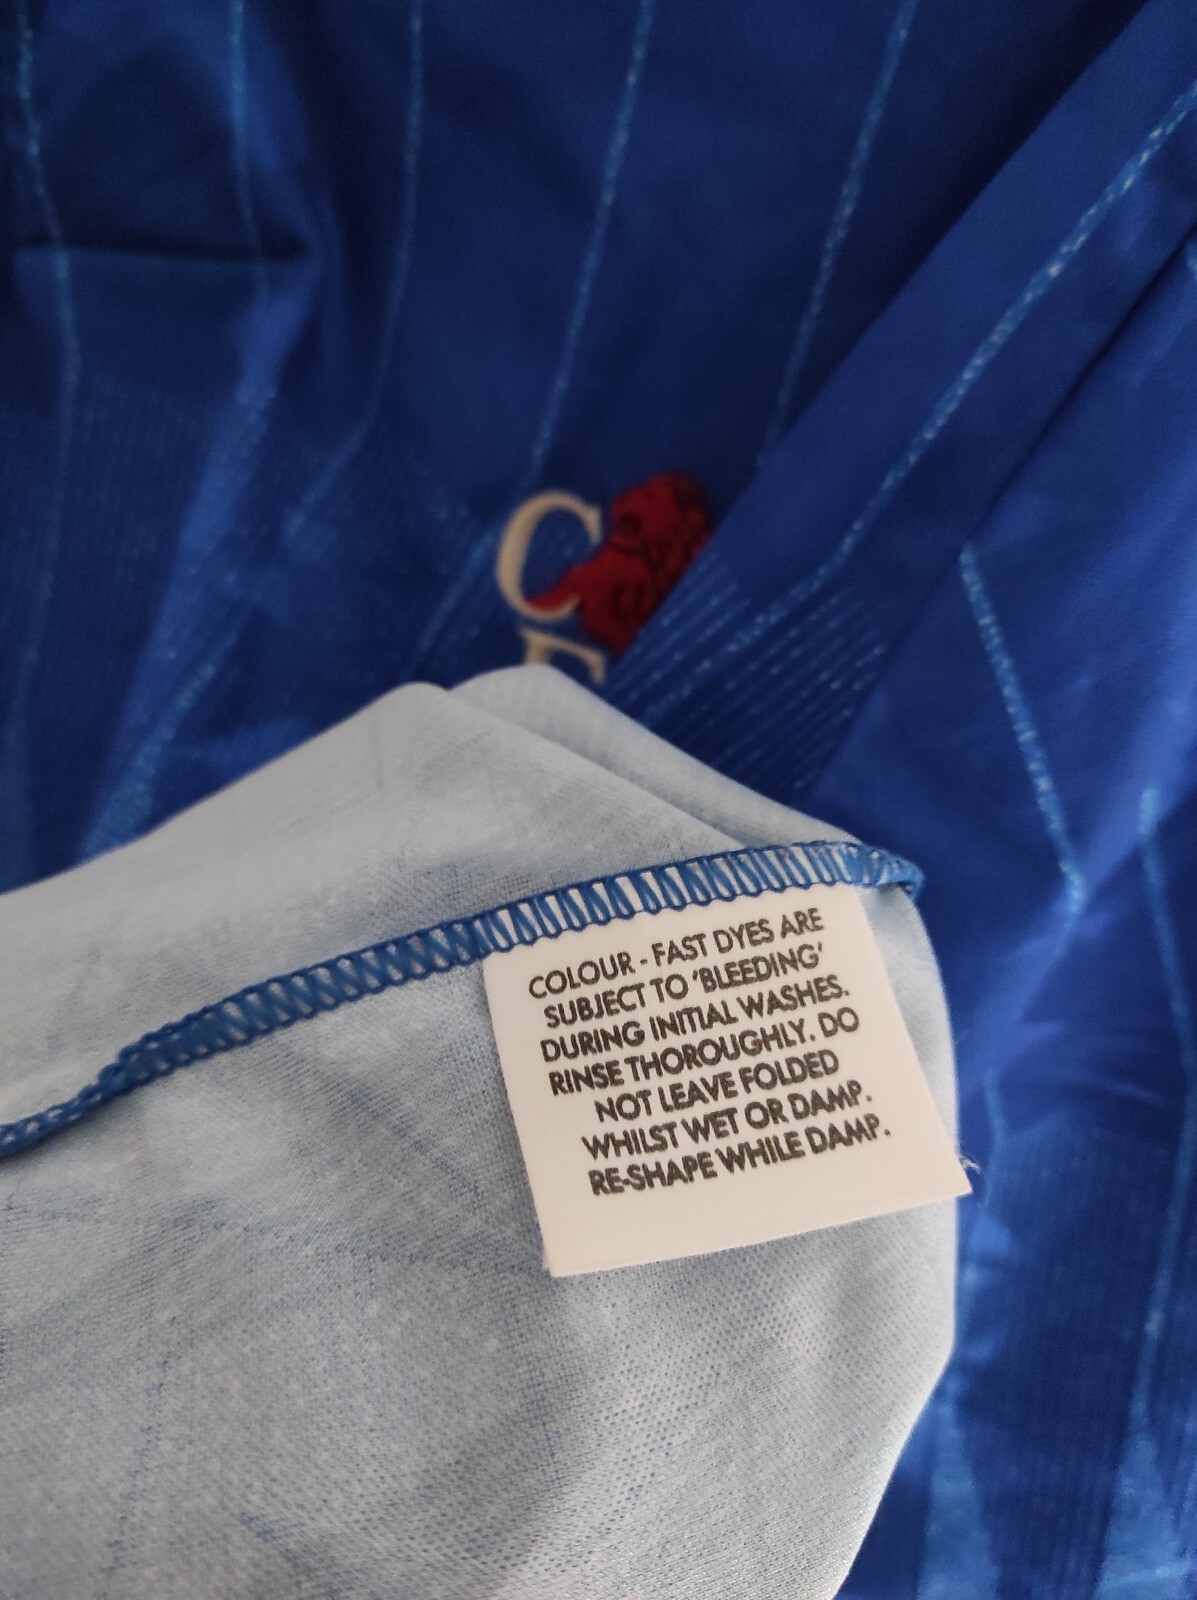 C
F
COLOUR - FAST DYES ARE
SUBJECT TO 'BLEEDING'
DURING INITIAL WASHES.
RINSE THOROUGHLY. DO
NOT LEAVE FOLDED
WHILST WET OR DAMP.
RE-SHAPE WHILE DAMP.